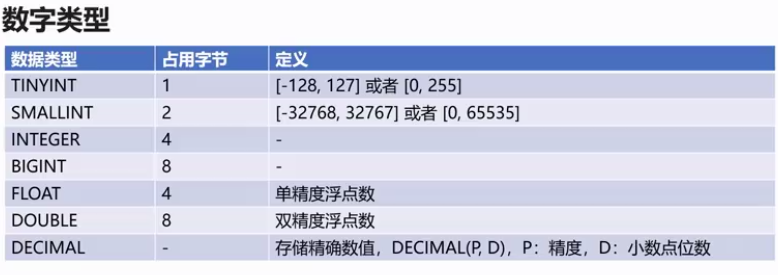 数字类型
数据类型 占用字节 定义
TINYINT 1 [-128, 127] 或者 [0, 255]
SMALLINT 2 [-32768, 32767] 或者 [0, 65535]
INTEGER 4 -
BIGINT 8 -
FLOAT 4 单精度浮点数
DOUBLE 8 双精度浮点数
DECIMAL - 存储精确数值，DECIMAL(P, D)，P：精度，D：小数点位数